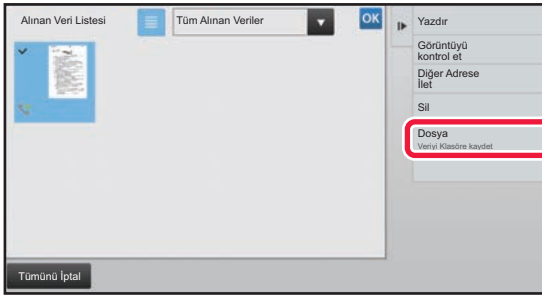 Alınan Veri Listesi
Tüm Alınan Veriler
OK
Yazdır
Görüntüyü
kontrol et
Diğer Adrese
İlet
Sil
Dosya
Veriyi Klasöre kaydet
Tümünü İptal